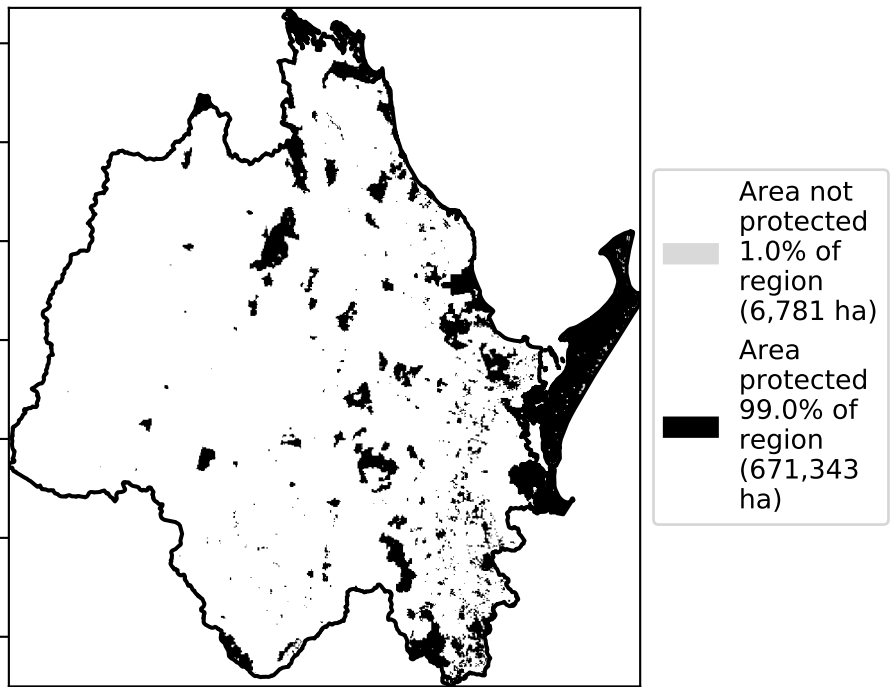 Area not
protected
1.0% of
region
(6,781 ha)
Area
protected
99.0% of
region
(671,343
ha)